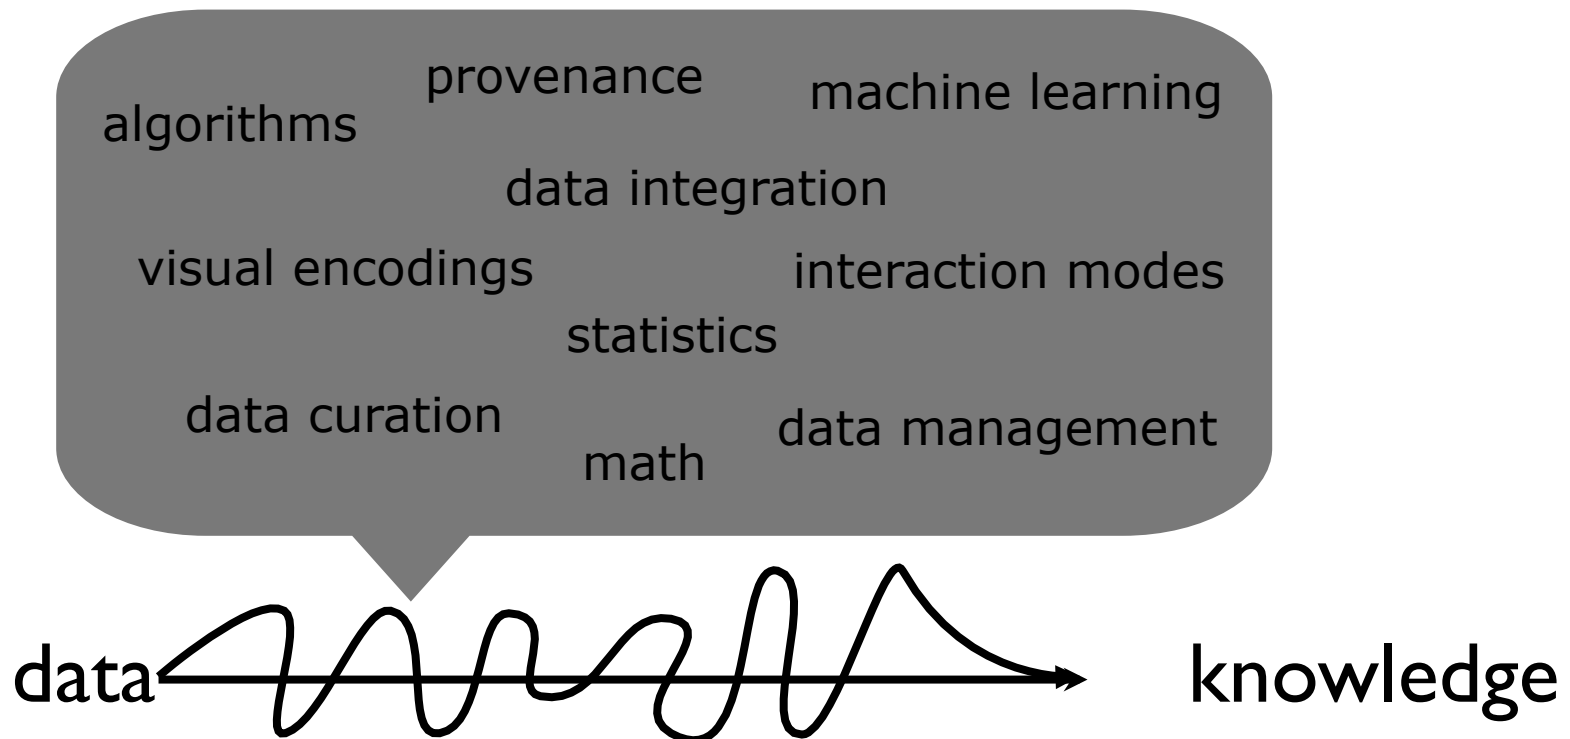 provenance
machine learning
algorithms
data integration
visual encodings
interaction modes
statistics
data curation
data management
math
data
knowledge